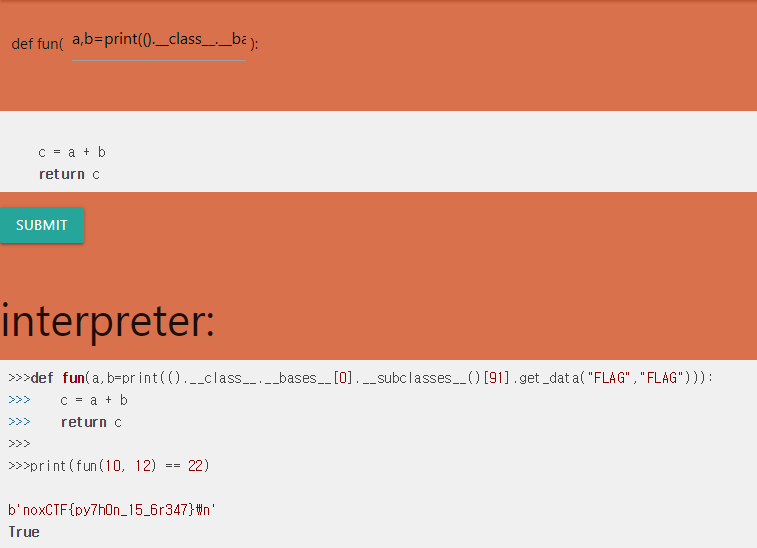 def fun( a,b=print(().__class__.__ba ):
c = a + b
return c
SUBMIT
interpreter:
>>>def fun(a,b=print(().__class__.__bases__[0].__subclasses__()[91].get_data("FLAG","FLAG"))):
>>>    c = a + b
>>>    return c
>>>
>>>print(fun(10, 12) == 22)
b'noxCTF{py7h0n_15_6r347}₩n'
True